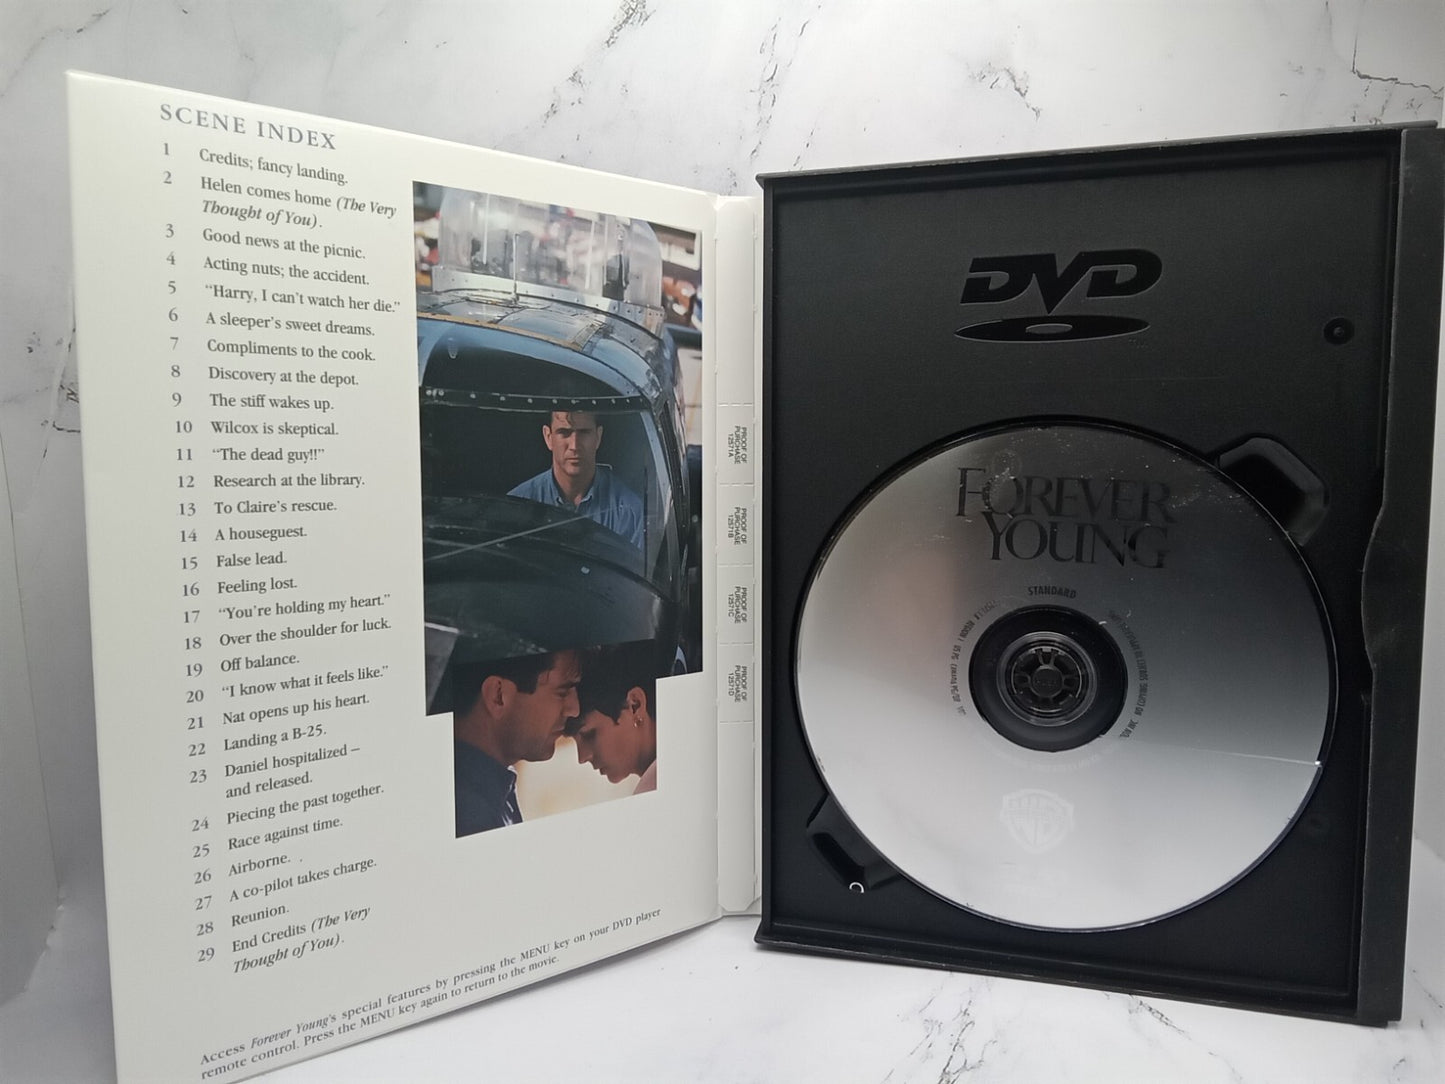 SCENE INDEX
1 Credits; fancy landing.
2 Helen comes home (The Very
Thought of You).
3 Good news at the picnic.
4 Acting nuts; the accident.
5 "Harry, I can't watch her die."
6 A sleeper's sweet dreams.
7 Compliments to the cook.
8 Discovery at the depot.
9 The stiff wakes up.
10 Wilcox is skeptical.
11 "The dead guy!!"
12 Research at the library.
13 To Claire's rescue.
14 A houseguest.
15 False lead.
16 Feeling lost.
17 "You're holding my heart."
18 Over the shoulder for luck.
19 Off balance.
20 "I know what it feels like."
21 Nat opens up his heart.
22 Landing a B-25.
23 Daniel hospitalized –
and released.
24 Piecing the past together.
25 Race against time.
26 Airborne.
27 A co-pilot takes charge.
28 Reunion.
29 End Credits (The Very
Thought of You).
Access Forever Young's special features by pressing the MENU key on your DVD player
remote control. Press the MENU key again to return to the movie.
PROOF OF
PURCHASE
12571A
PROOF OF
PURCHASE
12571B
PROOF OF
PURCHASE
12571C
PROOF OF
PURCHASE
12571D
DVD
FOREVER
YOUNG
STANDARD
WB